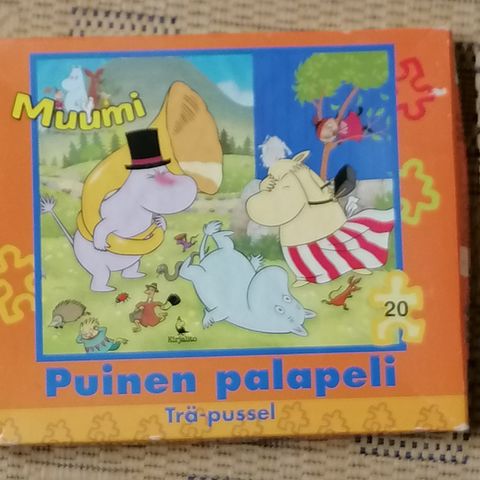 Muumi
Kirjalito
20
Puinen palapeli
Trä-pussel